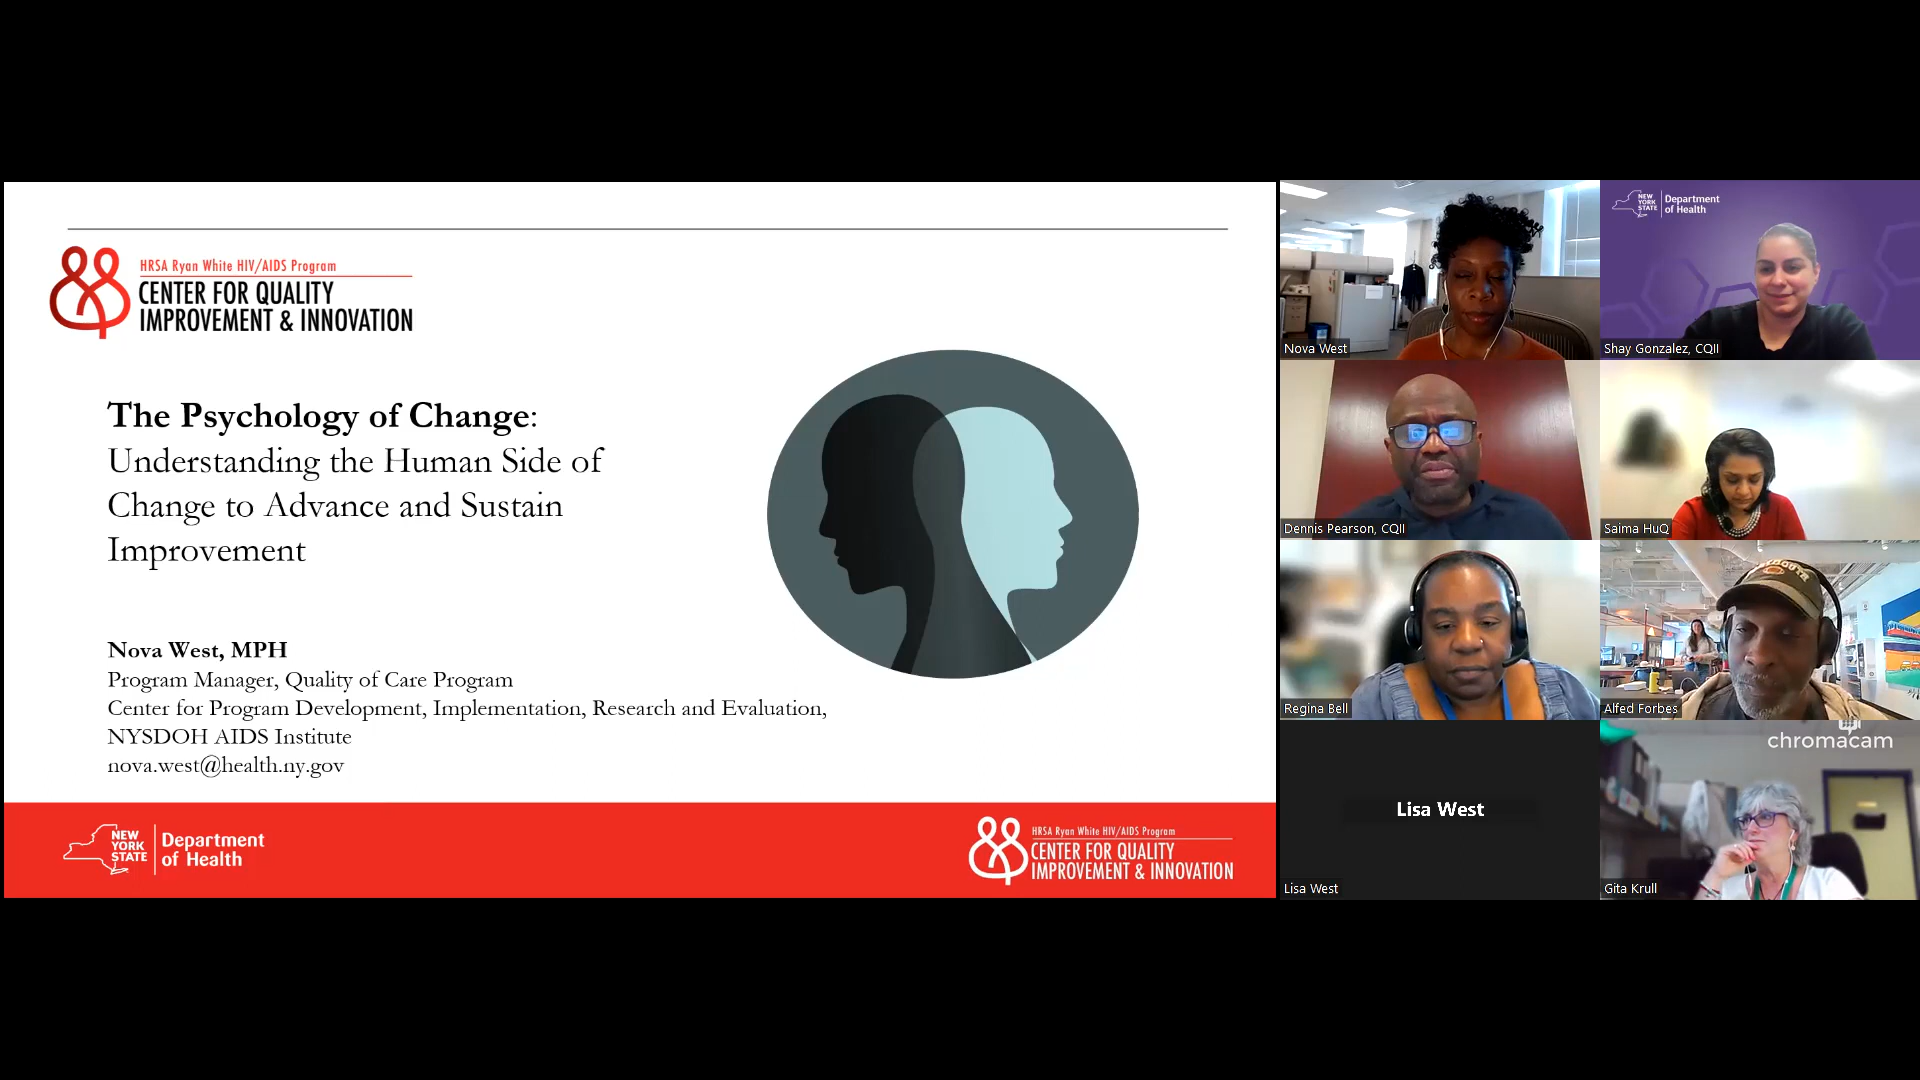 HRSA Ryan White HIV/AIDS Program
CENTER FOR QUALITY
IMPROVEMENT & INNOVATION
The Psychology of Change:
Understanding the Human Side of
Change to Advance and Sustain
Improvement
Nova West, MPH
Program Manager, Quality of Care Program
Center for Program Development, Implementation, Research and Evaluation,
NYSDOH AIDS Institute
nova.west@health.ny.gov
NEW
YORK
STATE
Department
of Health
HRSA Ryan White HIV/AIDS Program
CENTER FOR QUALITY
IMPROVEMENT & INNOVATION
Nova West
NEW
YORK
STATE
Department
of Health
Shay Gonzalez, CQII
Dennis Pearson, CQII
Saima HuQ
Regina Bell
Alfed Forbes
Lisa West
Lisa West
chromacam
Gita Krull